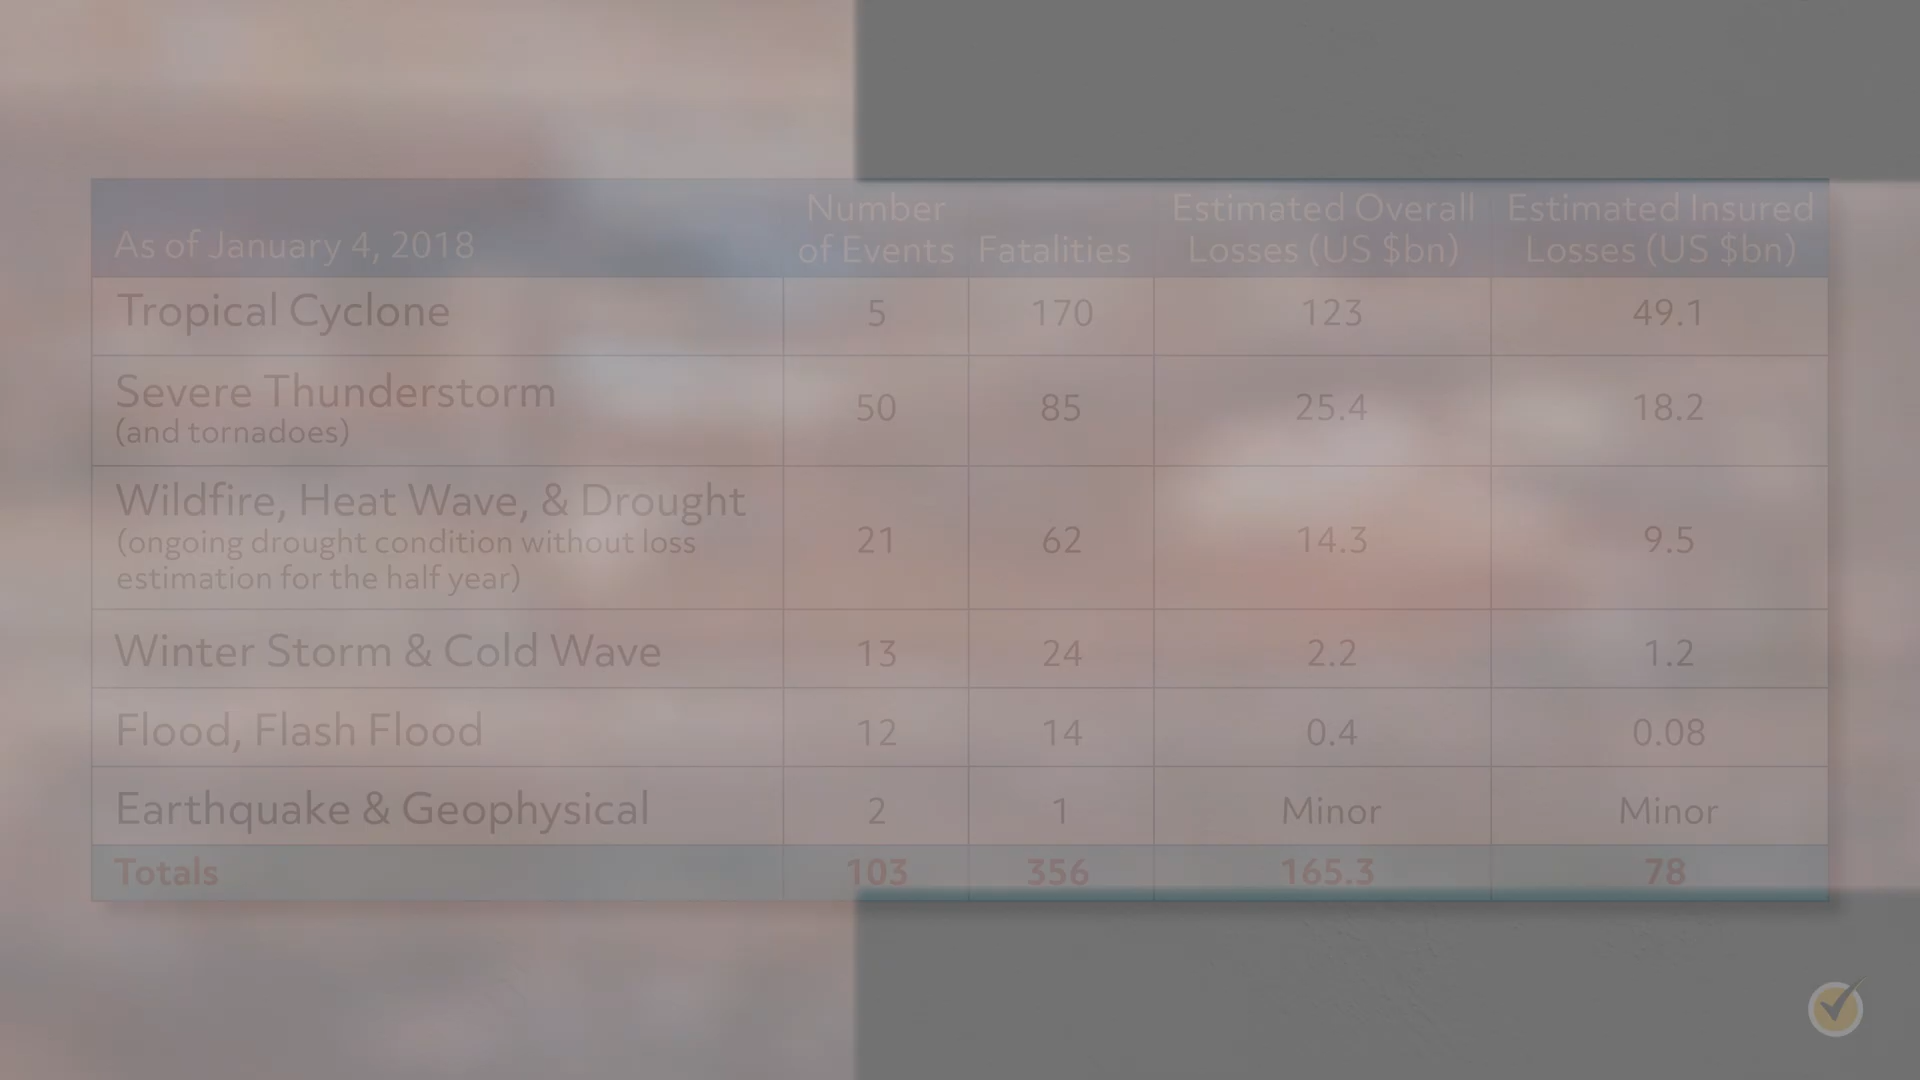 As of January 4, 2018
Number of Events
Fatalities
Estimated Overall Losses (US $bn)
Estimated Insured Losses (US $bn)
Tropical Cyclone 5 170 123 49.1
Severe Thunderstorm 50 85 25.4 18.2
(and tornadoes)
Wildfire, Heat Wave, & Drought 21 62 14.3 9.5
(ongoing drought condition without loss
estimation for the half year)
Winter Storm & Cold Wave 13 24 2.2 1.2
Flood, Flash Flood 12 14 0.4 0.08
Earthquake & Geophysical 2 1 Minor Minor
Totals 103 356 165.3 78